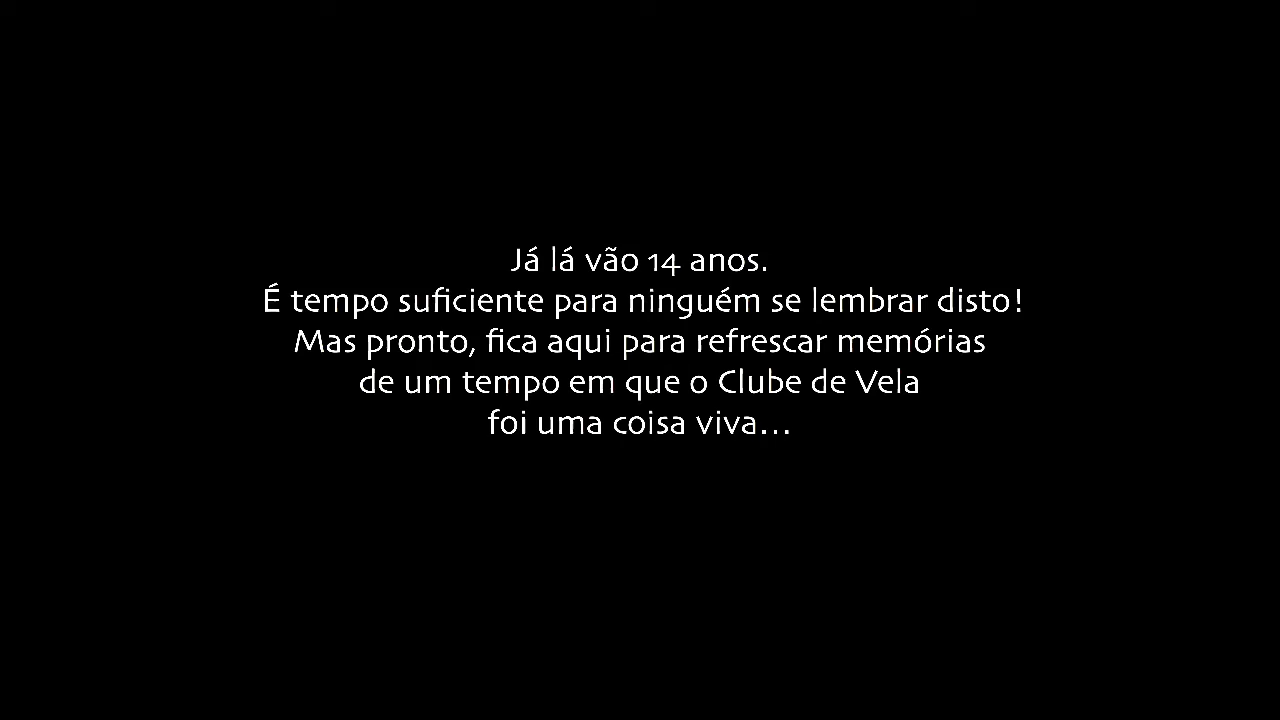 Já lá vão 14 anos.
É tempo suficiente para ninguém se lembrar disto!
Mas pronto, fica aqui para refrescar memórias
de um tempo em que o Clube de Vela
foi uma coisa viva...